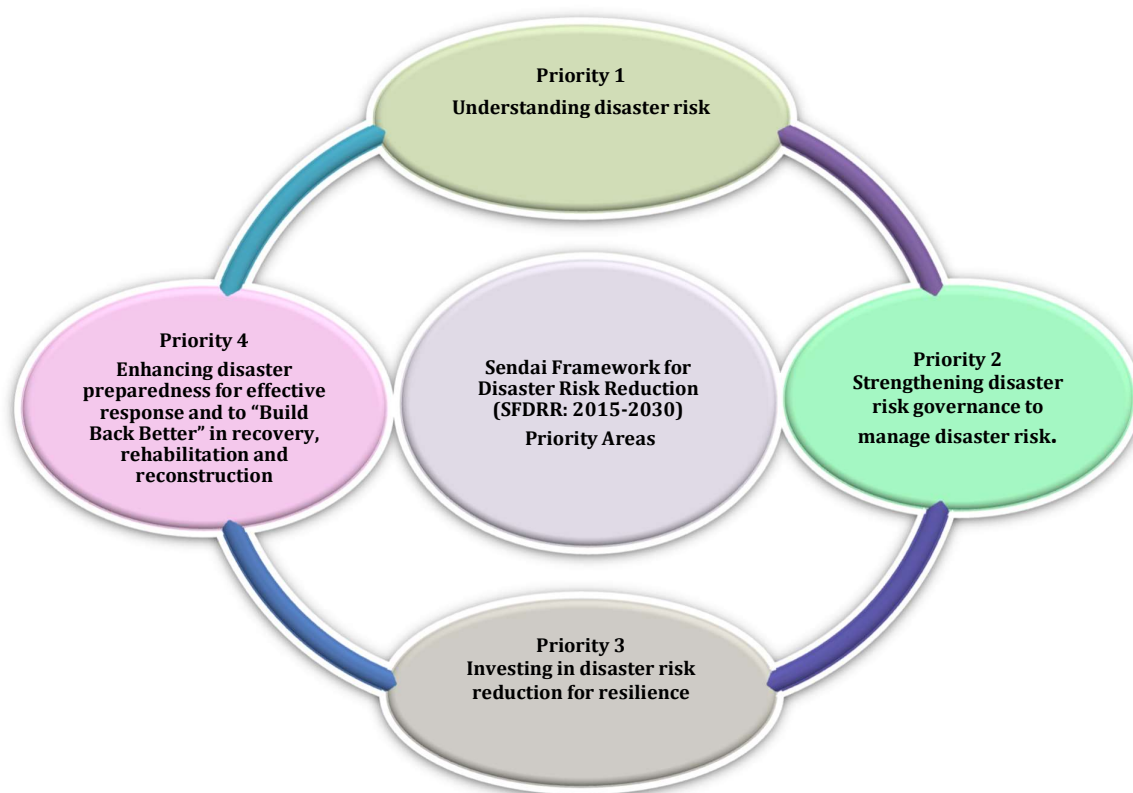 Priority 1
Understanding disaster risk
Priority 4
Enhancing disaster
preparedness for effective
response and to “Build
Back Better” in recovery,
rehabilitation and
reconstruction
Sendai Framework for
Disaster Risk Reduction
(SFDRR: 2015-2030)
Priority Areas
Priority 2
Strengthening disaster
risk governance to
manage disaster risk.
Priority 3
Investing in disaster risk
reduction for resilience